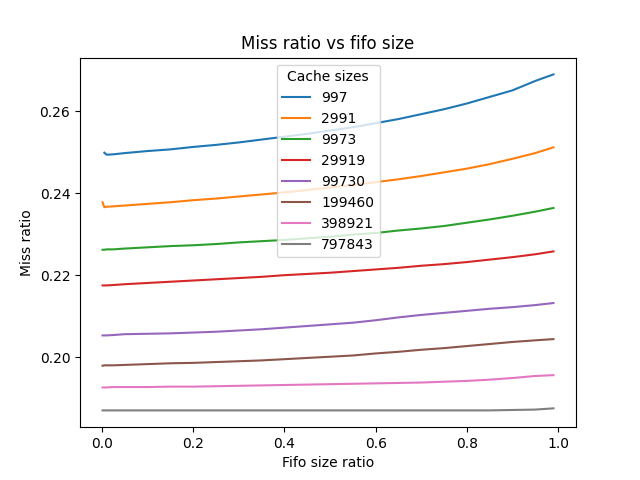 Miss ratio vs fifo size
Cache sizes
997
2991
9973
29919
99730
199460
398921
797843
Miss ratio
0.26
0.24
0.22
0.20
0.0 0.2 0.4 0.6 0.8 1.0
Fifo size ratio